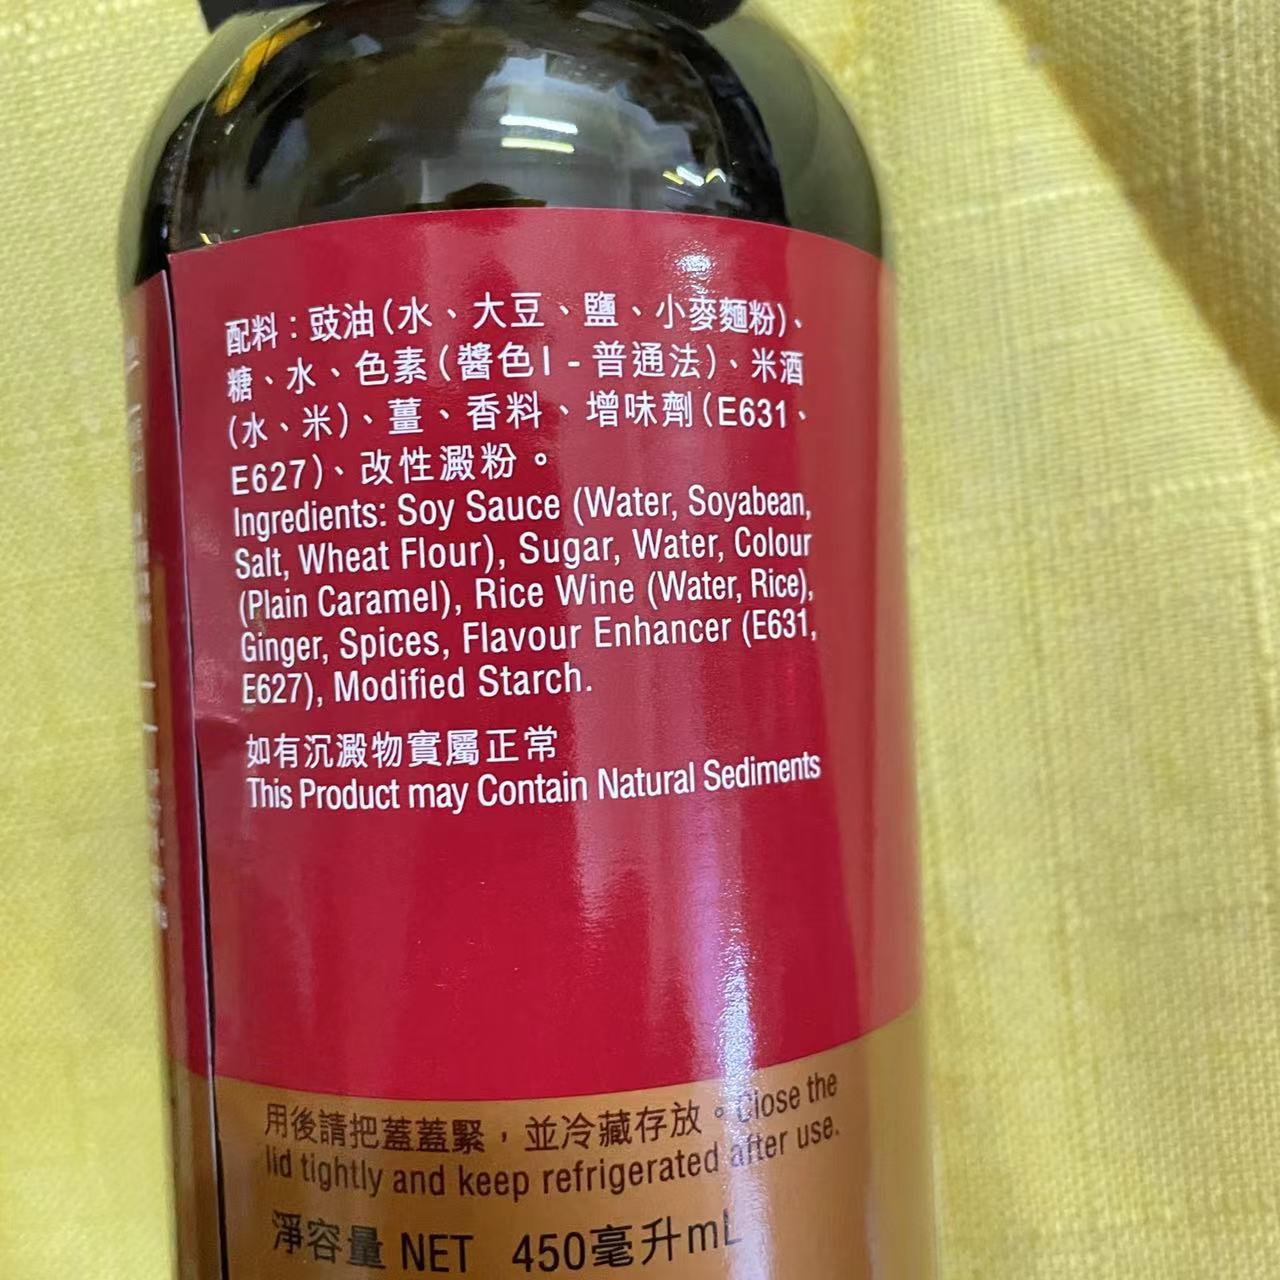 配料：豉油(水、大豆、鹽、小麥麵粉)、
糖、水、色素(醬色I-普通法)、米酒
(水、米)、薑、香料、增味劑(E631、
E627)、改性澱粉。
Ingredients: Soy Sauce (Water, Soyabean,
Salt, Wheat Flour), Sugar, Water, Colour
(Plain Caramel), Rice Wine (Water, Rice),
Ginger, Spices, Flavour Enhancer (E631,
E627), Modified Starch.
如有沉澱物實屬正常
This Product may Contain Natural Sediments
用後請把蓋蓋緊，並冷藏存放。Close the
lid tightly and keep refrigerated after use.
淨容量 NET 450毫升mL